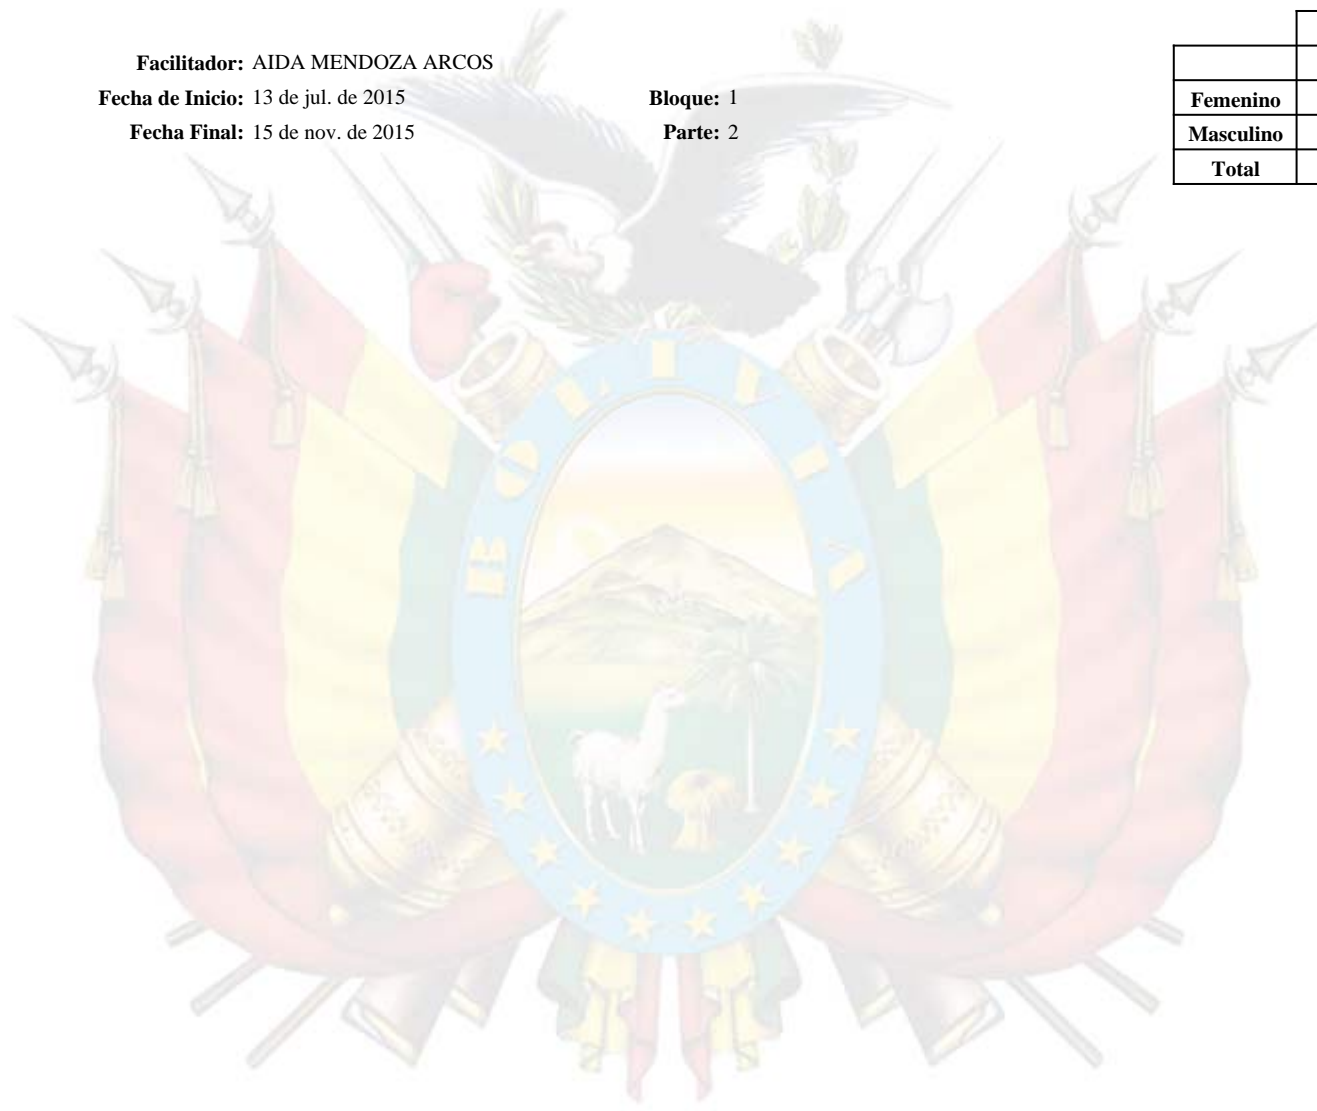 Facilitador: AIDA MENDOZA ARCOS
Fecha de Inicio: 13 de jul. de 2015 Bloque: 1
Fecha Final: 15 de nov. de 2015 Parte: 2
Femenino
Masculino
Total
BOLIVIA